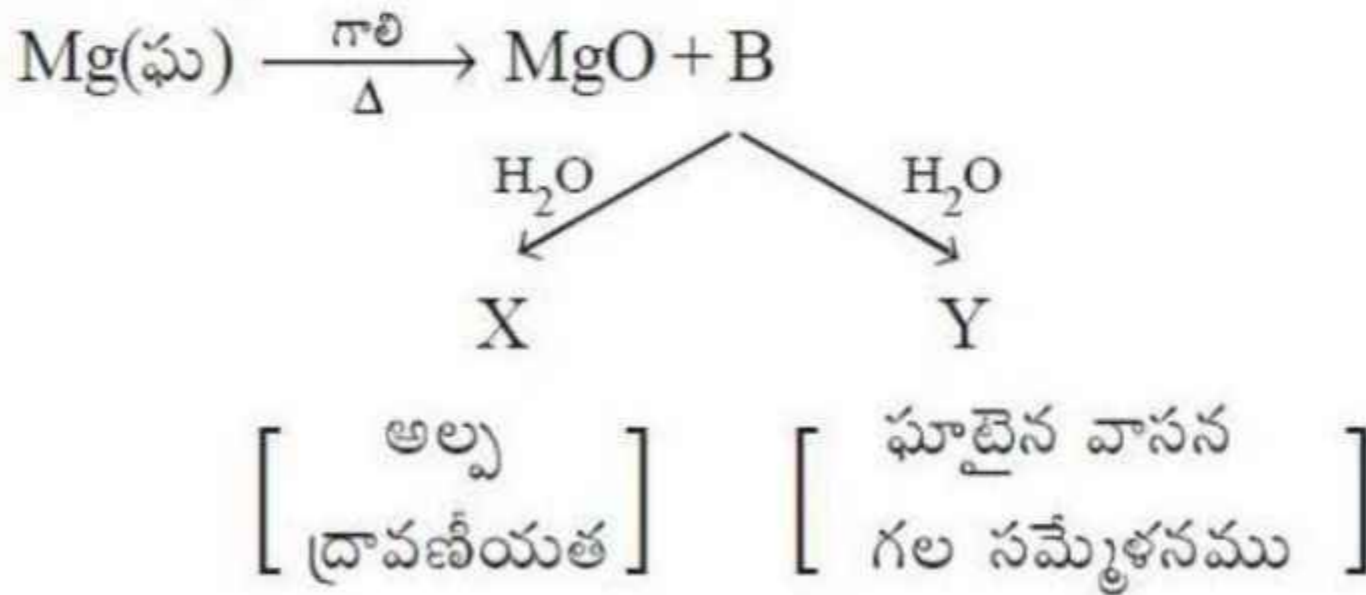 Mg(ఘ) గాలి Δ → MgO + B
H₂O H₂O
X Y
[ అల్ప ద్రావణీయత ] [ ఘాటైన వాసన గల సమ్మేళనము ]